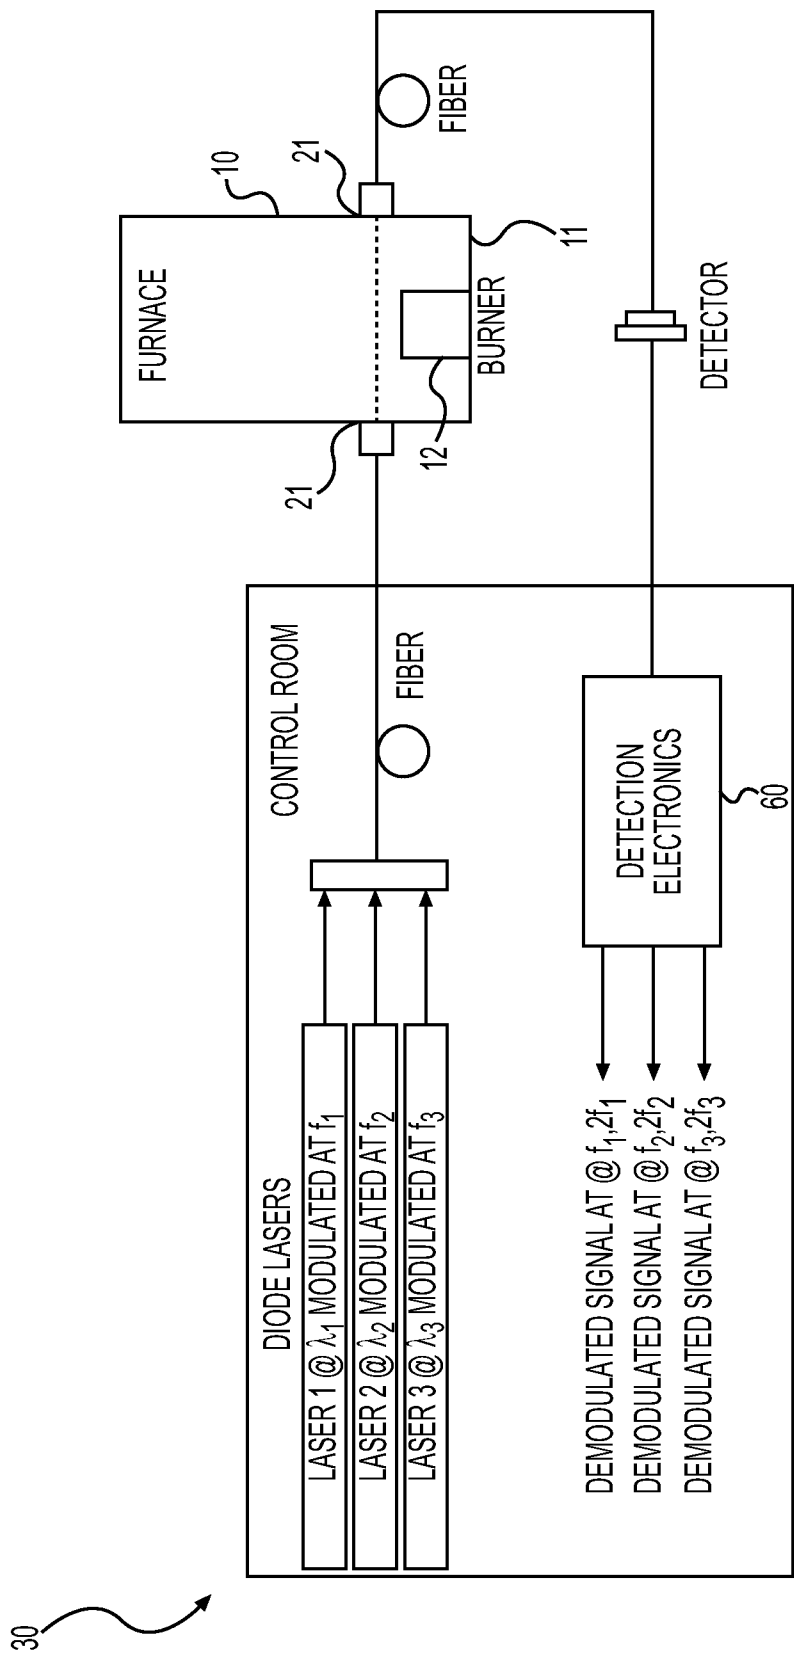 30
CONTROL ROOM
DIODE LASERS
LASER 1 @ λ1 MODULATED AT f1
LASER 2 @ λ2 MODULATED AT f2
LASER 3 @ λ3 MODULATED AT f3
FIBER
DEMODULATED SIGNAL AT @ f1,2f1
DEMODULATED SIGNAL AT @ f2,2f2
DEMODULATED SIGNAL AT @ f3,2f3
DETECTION
ELECTRONICS
60
FURNACE
10
21
21
12
BURNER
11
FIBER
DETECTOR